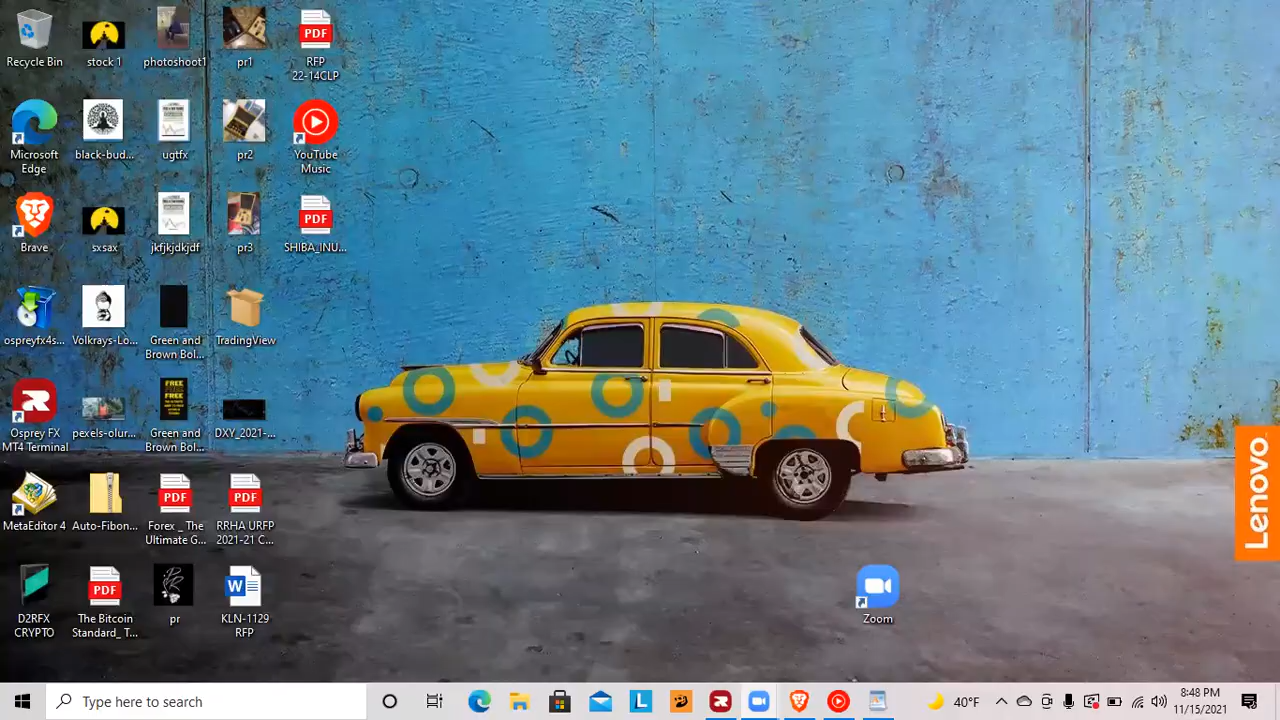 Recycle Bin
stock 1
photoshoot1
pr1
PDF
RFP
22-14CLP
Microsoft
Edge
black-bud...
ugtfx
pr2
YouTube
Music
Brave
sxsax
jkfjkjdkjdf
pr3
PDF
SHIBA_INU...
ospreyfx4s...
Volkrays-Lo...
Green and
Brown Bol...
TradingView
Osprey FX
MT4 Terminal
pexels-olur...
FREE
FREE
Green and
Brown Bol...
DXY_2021-...
MetaEditor 4
Auto-Fibon...
PDF
Forex _ The
Ultimate G...
PDF
RRHA URFP
2021-21 C...
D2RFX
CRYPTO
PDF
The Bitcoin
Standard_ T...
pr
W
KLN-1129
RFP
Zoom
Lenovo
Type here to search
L
40°F
8:48 PM
11/15/2021